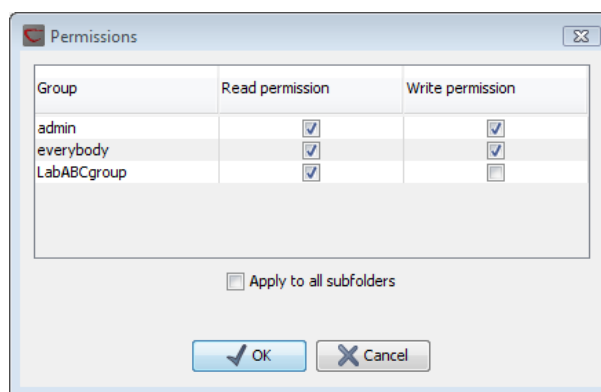 Permissions
Group Read permission Write permission
admin
everybody
LabABCgroup
Apply to all subfolders
OK Cancel